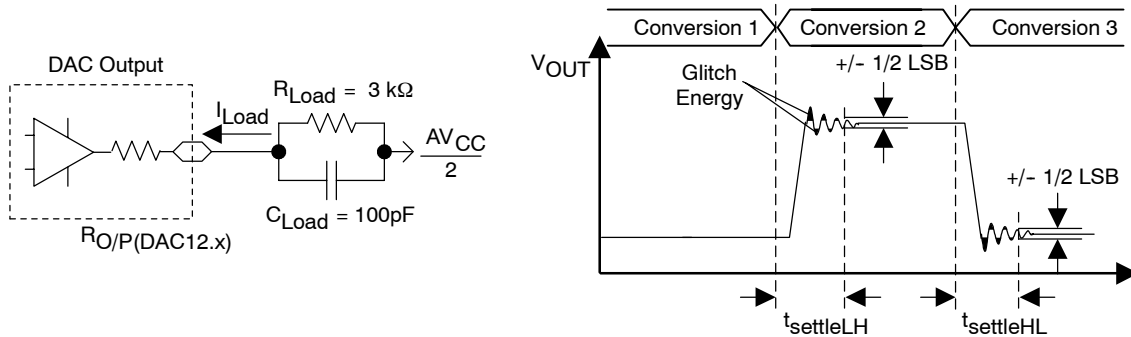 DAC Output
I_Load
R_Load = 3 kΩ
AV_CC
2
C_Load = 100pF
R_O/P(DAC12.x)
Conversion 1
Conversion 2
Conversion 3
V_OUT
Glitch
Energy
+/- 1/2 LSB
+/- 1/2 LSB
t_settleLH
t_settleHL